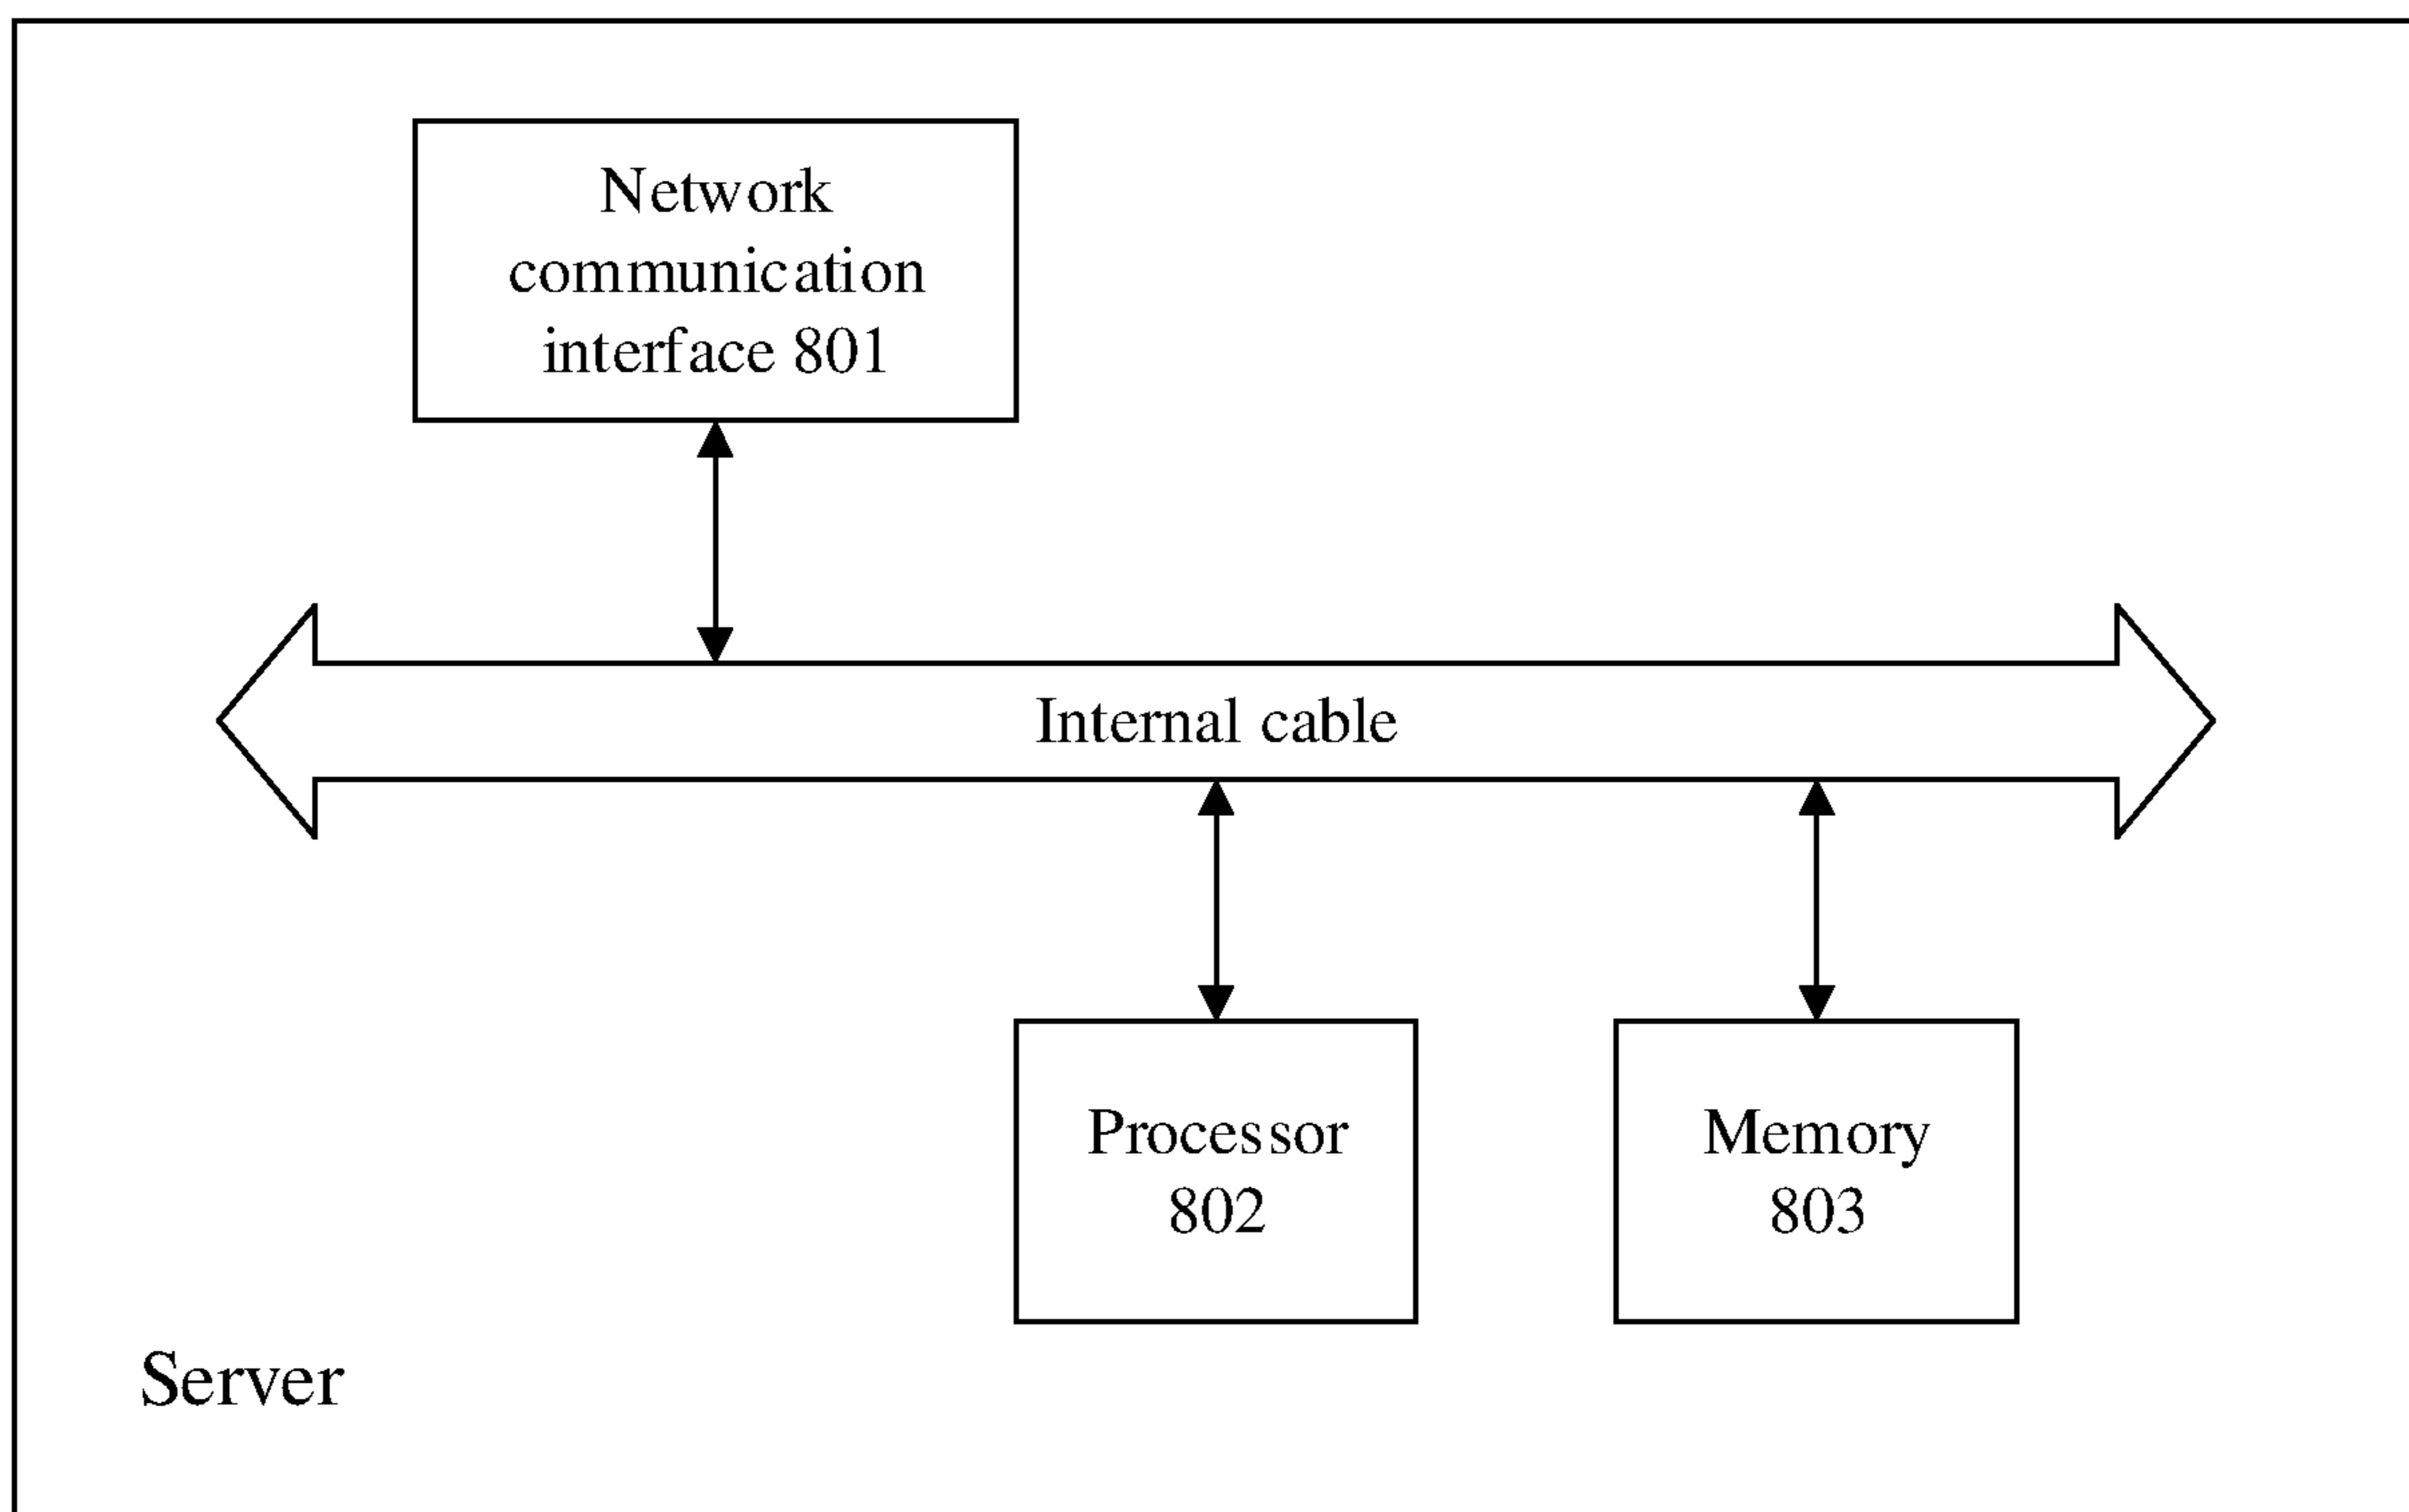 Network
communication
interface 801
Internal cable
Processor
802
Memory
803
Server